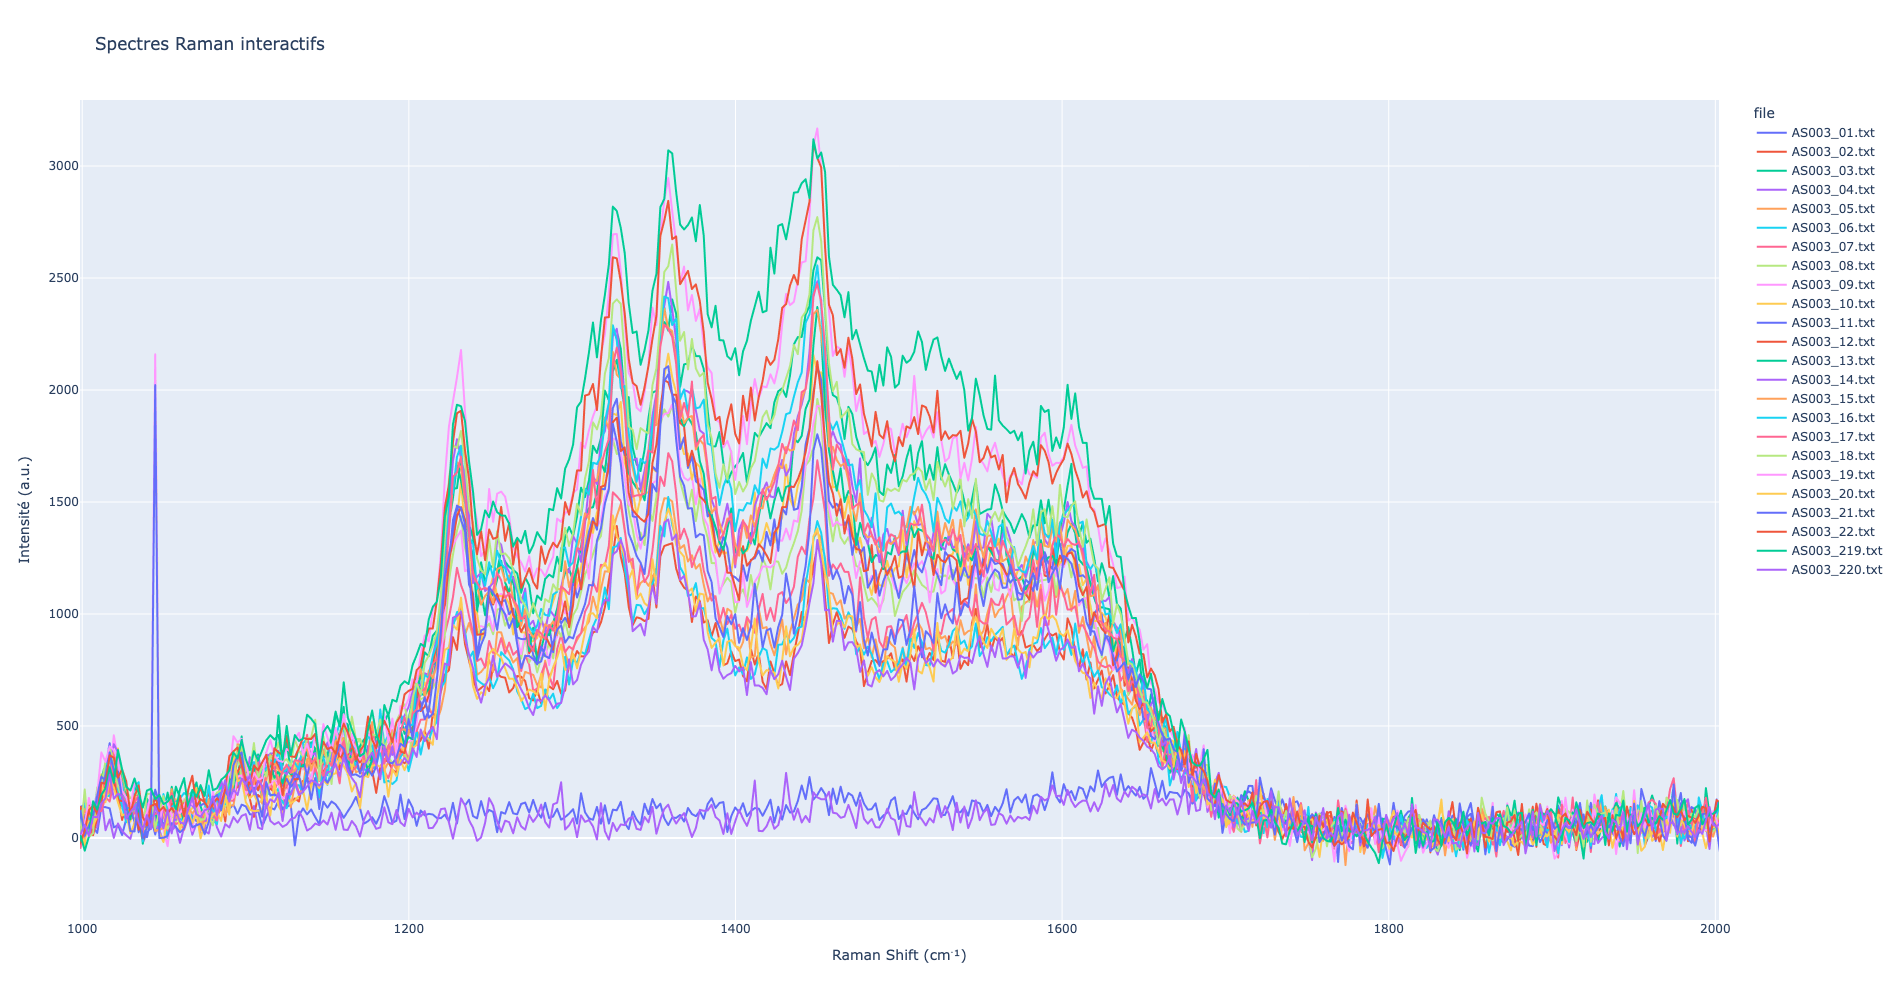 Spectres Raman interactifs
Intensité (a.u.)
3000
2500
2000
1500
1000
500
0
1000
1200
1400
1600
1800
2000
Raman Shift (cm⁻¹)
file
AS003_01.txt
AS003_02.txt
AS003_03.txt
AS003_04.txt
AS003_05.txt
AS003_06.txt
AS003_07.txt
AS003_08.txt
AS003_09.txt
AS003_10.txt
AS003_11.txt
AS003_12.txt
AS003_13.txt
AS003_14.txt
AS003_15.txt
AS003_16.txt
AS003_17.txt
AS003_18.txt
AS003_19.txt
AS003_20.txt
AS003_21.txt
AS003_22.txt
AS003_219.txt
AS003_220.txt